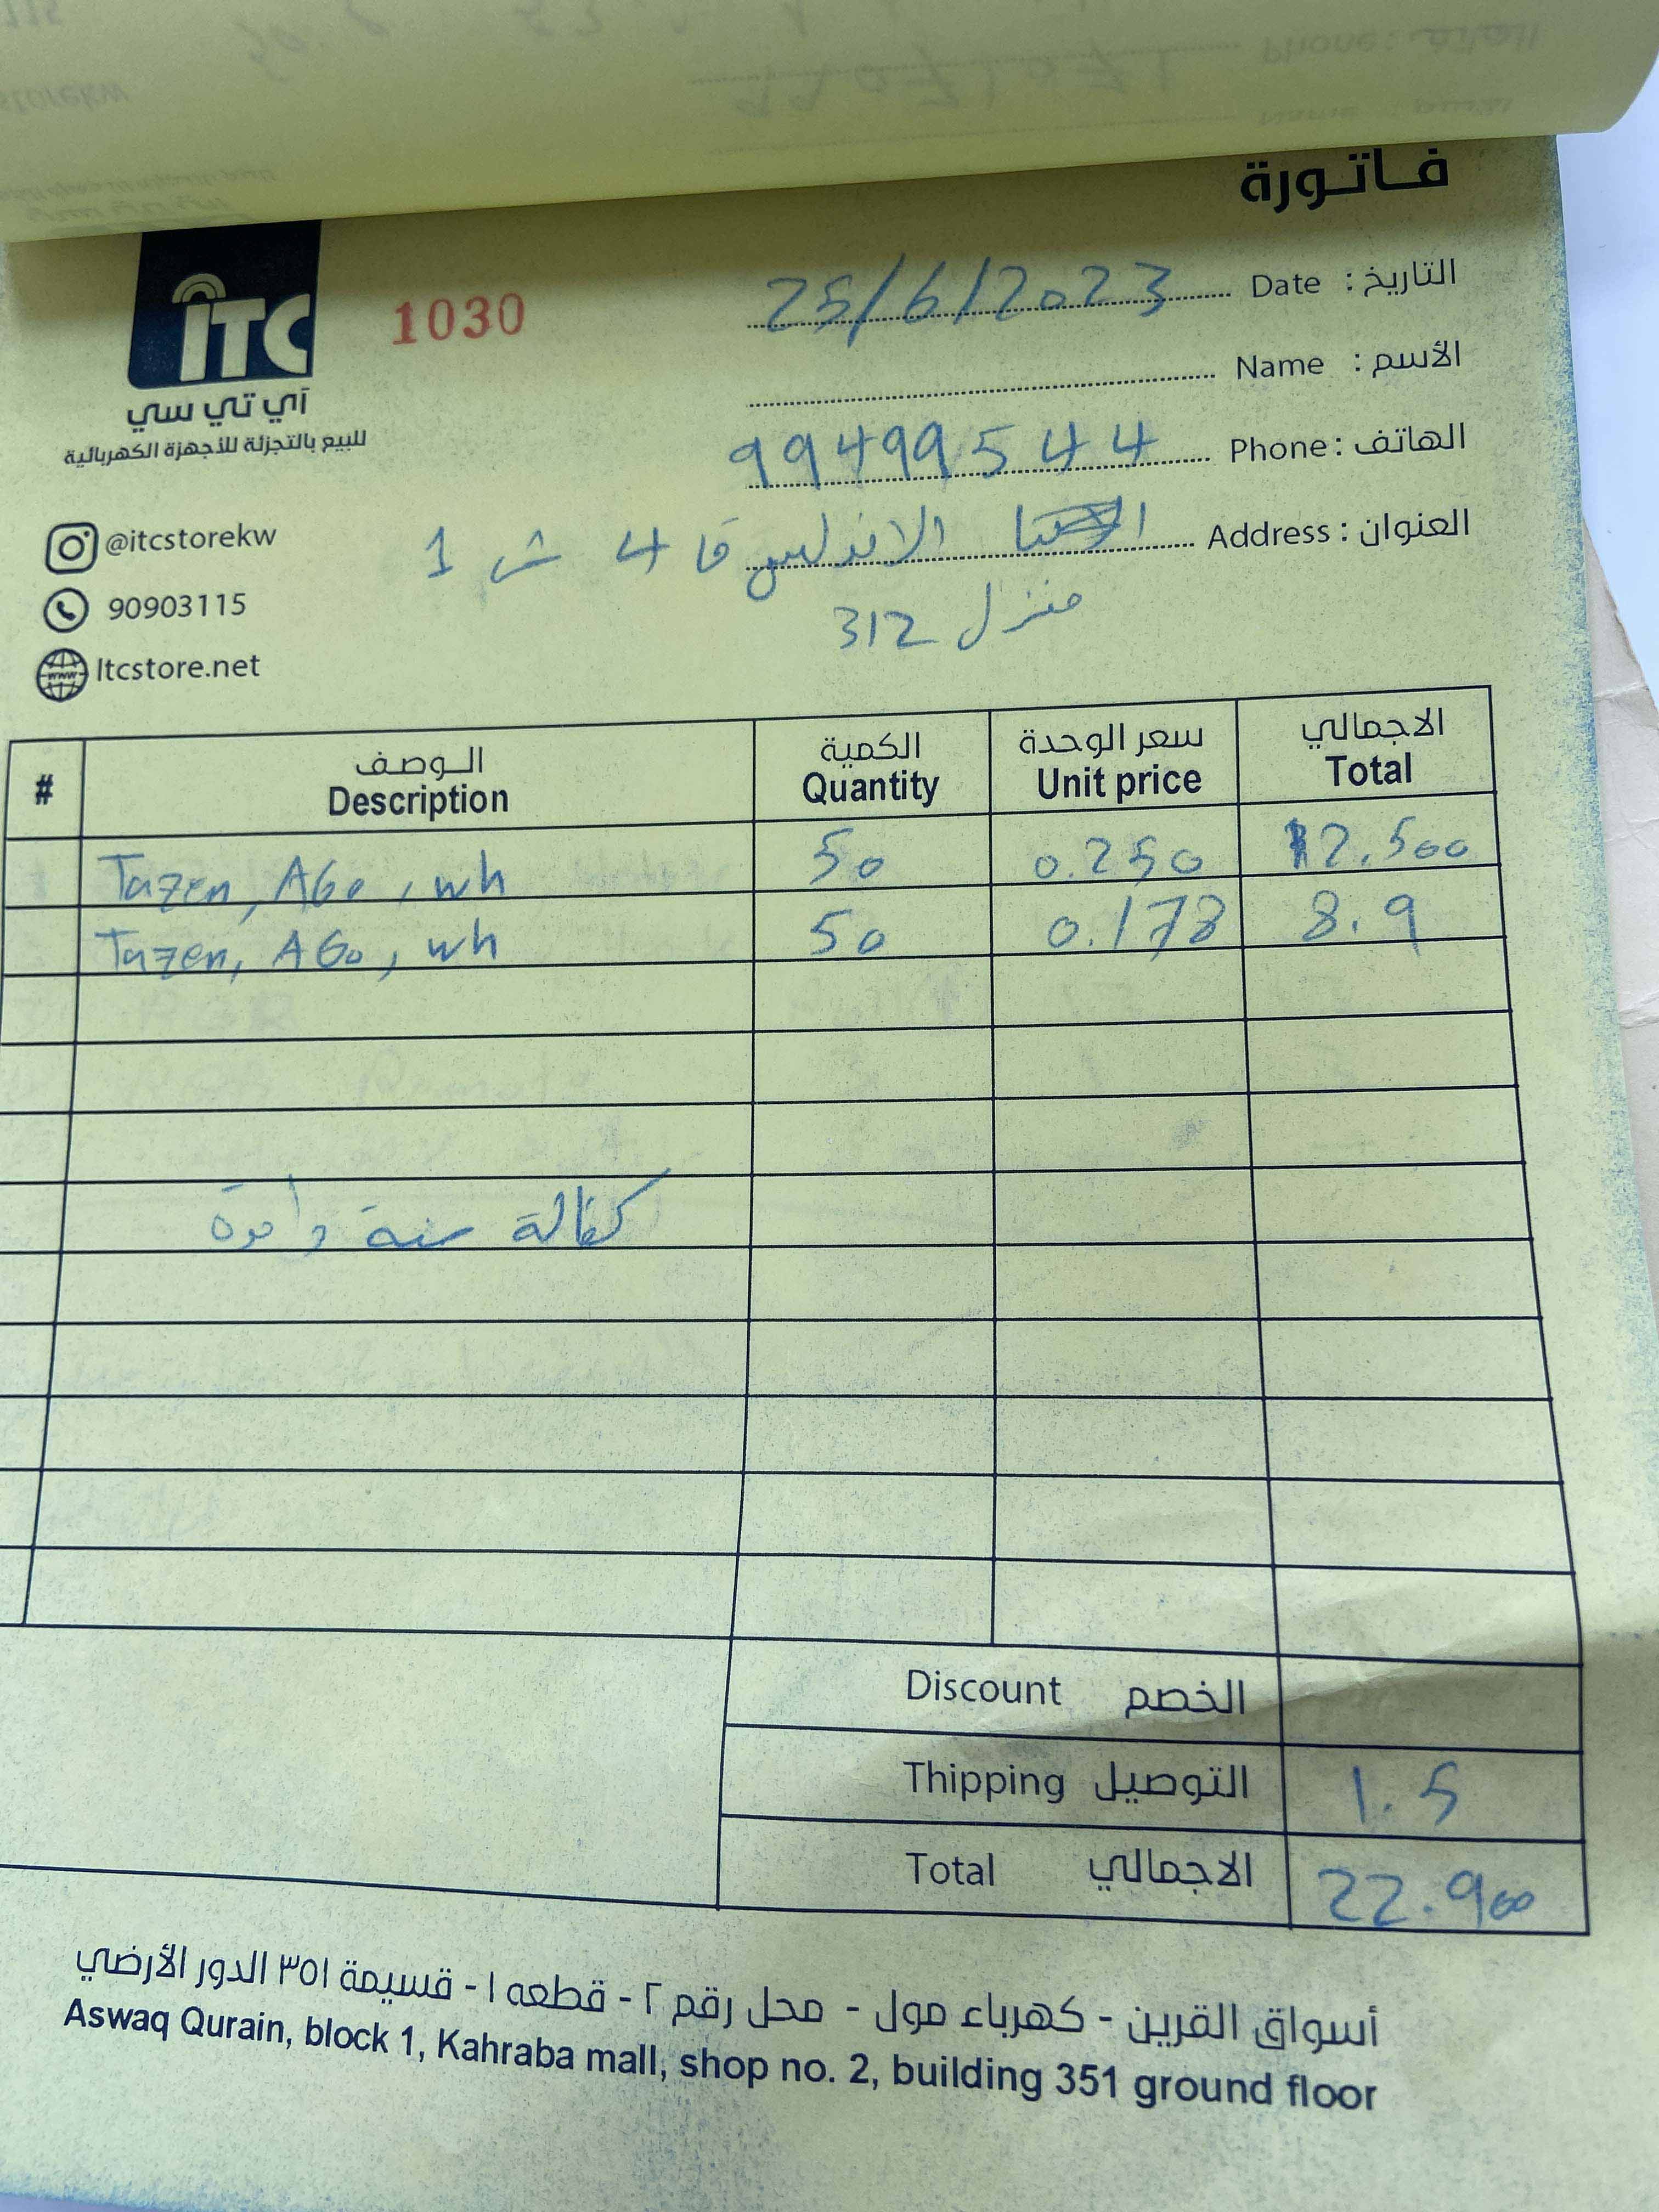 فاتورة
ITC
آي تي سي
للبيع بالتجزئة للأجهزة الكهربائية
1030
@itcstorekw
90903115
Itcstore.net
التاريخ : Date 25/6/2023
الأسم : Name
الهاتف : Phone 99499544
العنوان : Address الاندلس قا 4 ش 1
منزل 312
# الوصف الكمية سعر الوحدة الاجمالي
Description Quantity Unit price Total
Tazen, A60, wh 50 0.250 12.500
Tazen, A60, wh 50 0.178 8.9
كفالة سنة واحدة
Discount الخصم
Thipping التوصيل 1.5
Total الاجمالي 22.900
أسواق القرين - كهرباء مول - محل رقم ٢ - قطعه ١ - قسيمة ٣٥١ الدور الأرضي
Aswaq Qurain, block 1, Kahraba mall, shop no. 2, building 351 ground floor